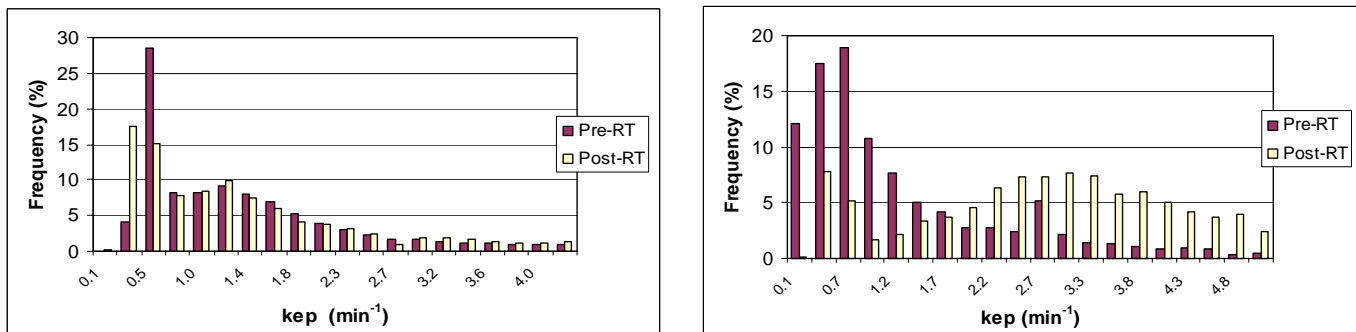 30
25
20
15
10
5
0
Frequency (%)
0.1 0.5 1.0 1.4 1.8 2.3 2.7 3.2 3.6 4.0
kep (min⁻¹)
Pre-RT
Post-RT
20
15
10
5
0
Frequency (%)
0.1 0.7 1.2 1.7 2.2 2.7 3.3 3.8 4.3 4.8
kep (min⁻¹)
Pre-RT
Post-RT